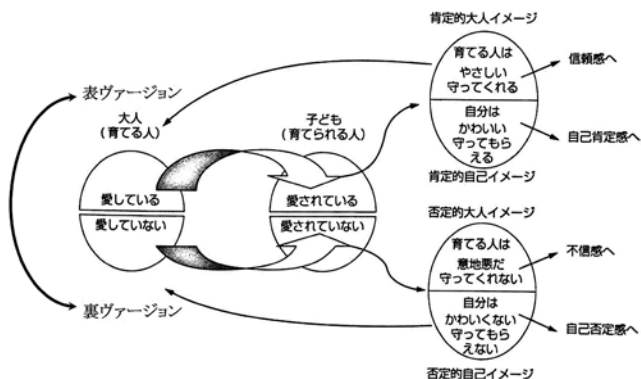 肯定的大人イメージ
育てる人は
やさしい
守ってくれる
信頼感へ
自分は
かわいい
守ってもら
える
自己肯定感へ
肯定的自己イメージ
表ヴァージョン
大人
(育てる人)
子ども
(育てられる人)
愛している
愛していない
愛されている
愛されていない
裏ヴァージョン
否定的大人イメージ
育てる人は
意地悪だ
守ってくれない
不信感へ
自分は
かわいくない
守ってもら
えない
自己否定感へ
否定的自己イメージ